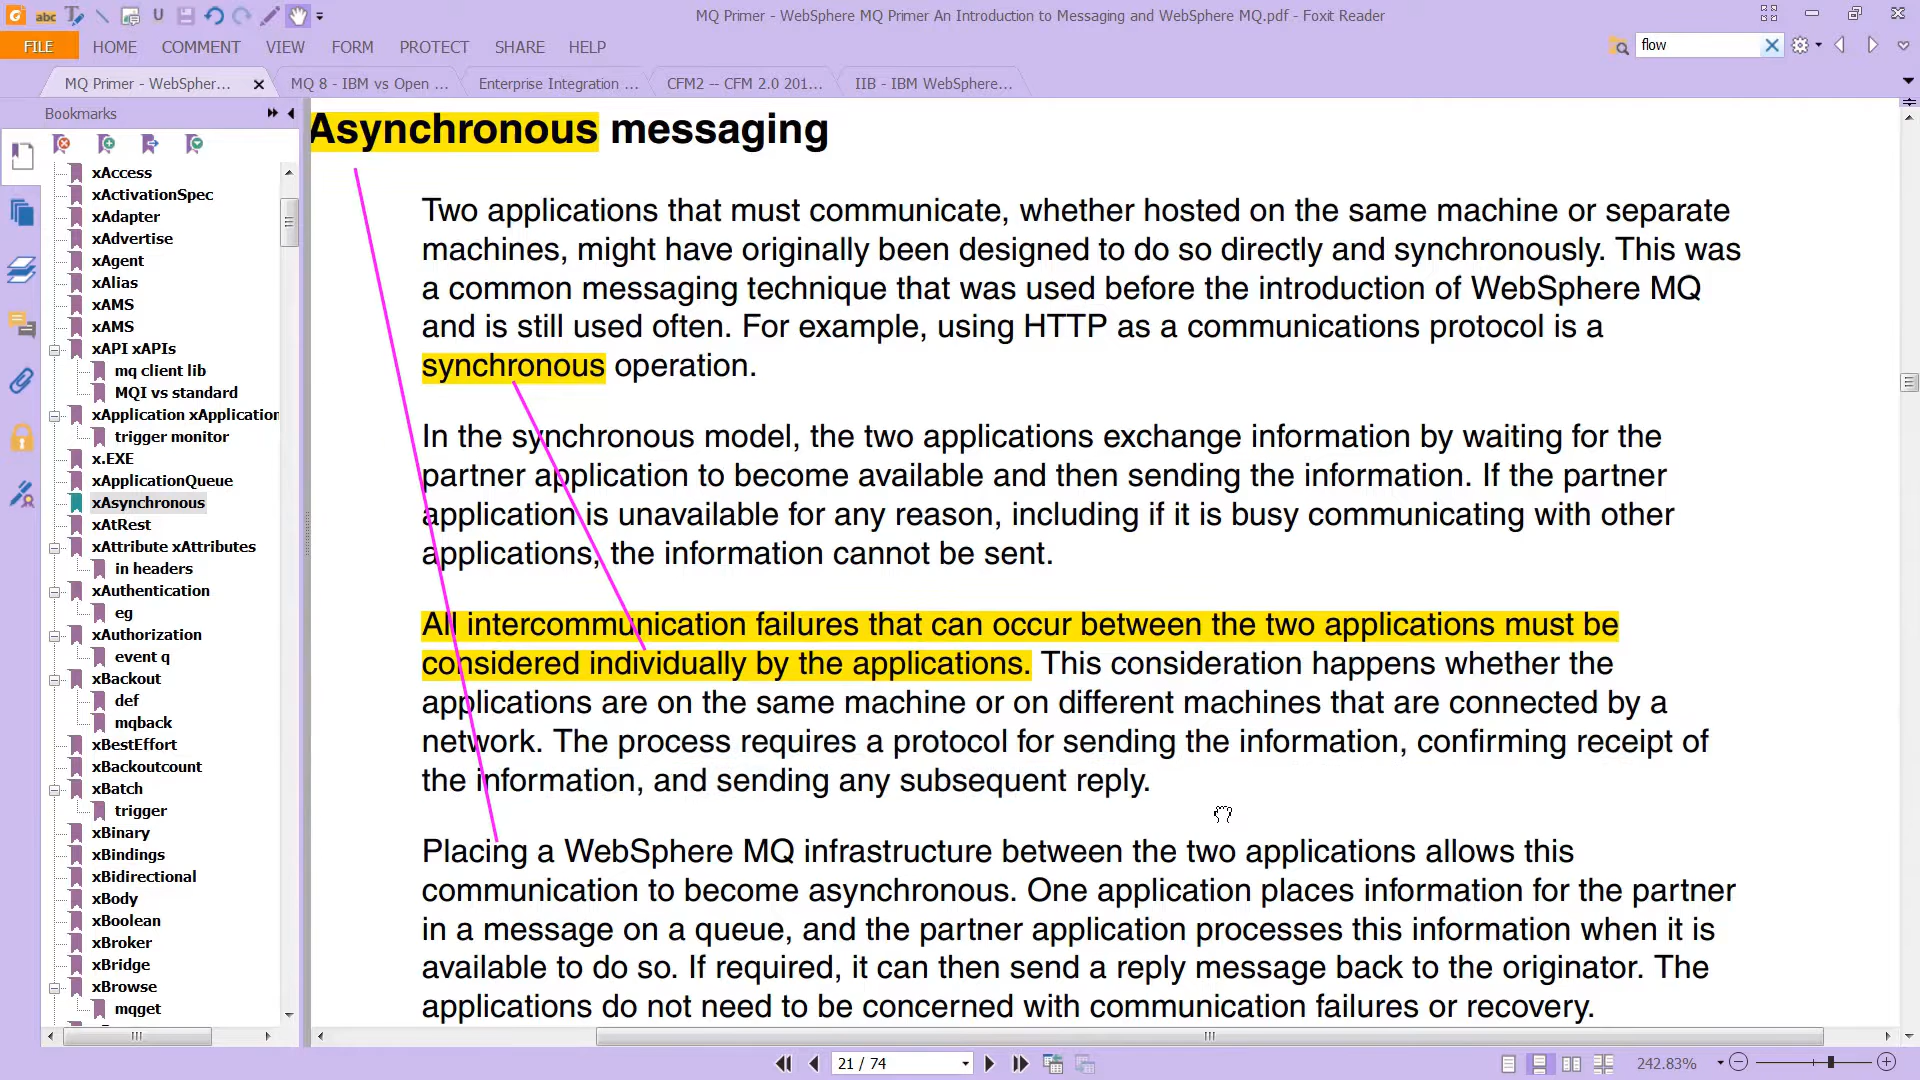 MQ Primer - WebSphere MQ Primer An Introduction to Messaging and WebSphere MQ.pdf - Foxit Reader
FILE HOME COMMENT VIEW FORM PROTECT SHARE HELP
flow
MQ Primer - WebSpher... MQ 8 - IBM vs Open ... Enterprise Integration ... CFM2 -- CFM 2.0 201... IIB - IBM WebSphere...
Bookmarks
xAccess
xActivationSpec
xAdapter
xAdvertise
xAgent
xAlias
xAMS
xAMS
xAPI xAPIs
mq client lib
MQI vs standard
xApplication xApplication
trigger monitor
x.EXE
xApplicationQueue
xAsynchronous
xAtRest
xAttribute xAttributes
in headers
xAuthentication
eg
xAuthorization
event q
xBackout
def
mqback
xBestEffort
xBackoutcount
xBatch
trigger
xBinary
xBindings
xBidirectional
xBody
xBoolean
xBroker
xBridge
xBrowse
mqget
Asynchronous messaging
Two applications that must communicate, whether hosted on the same machine or separate
machines, might have originally been designed to do so directly and synchronously. This was
a common messaging technique that was used before the introduction of WebSphere MQ
and is still used often. For example, using HTTP as a communications protocol is a
synchronous operation.
In the synchronous model, the two applications exchange information by waiting for the
partner application to become available and then sending the information. If the partner
application is unavailable for any reason, including if it is busy communicating with other
applications, the information cannot be sent.
All intercommunication failures that can occur between the two applications must be
considered individually by the applications. This consideration happens whether the
applications are on the same machine or on different machines that are connected by a
network. The process requires a protocol for sending the information, confirming receipt of
the information, and sending any subsequent reply.
Placing a WebSphere MQ infrastructure between the two applications allows this
communication to become asynchronous. One application places information for the partner
in a message on a queue, and the partner application processes this information when it is
available to do so. If required, it can then send a reply message back to the originator. The
applications do not need to be concerned with communication failures or recovery.
21 / 74
242.83%